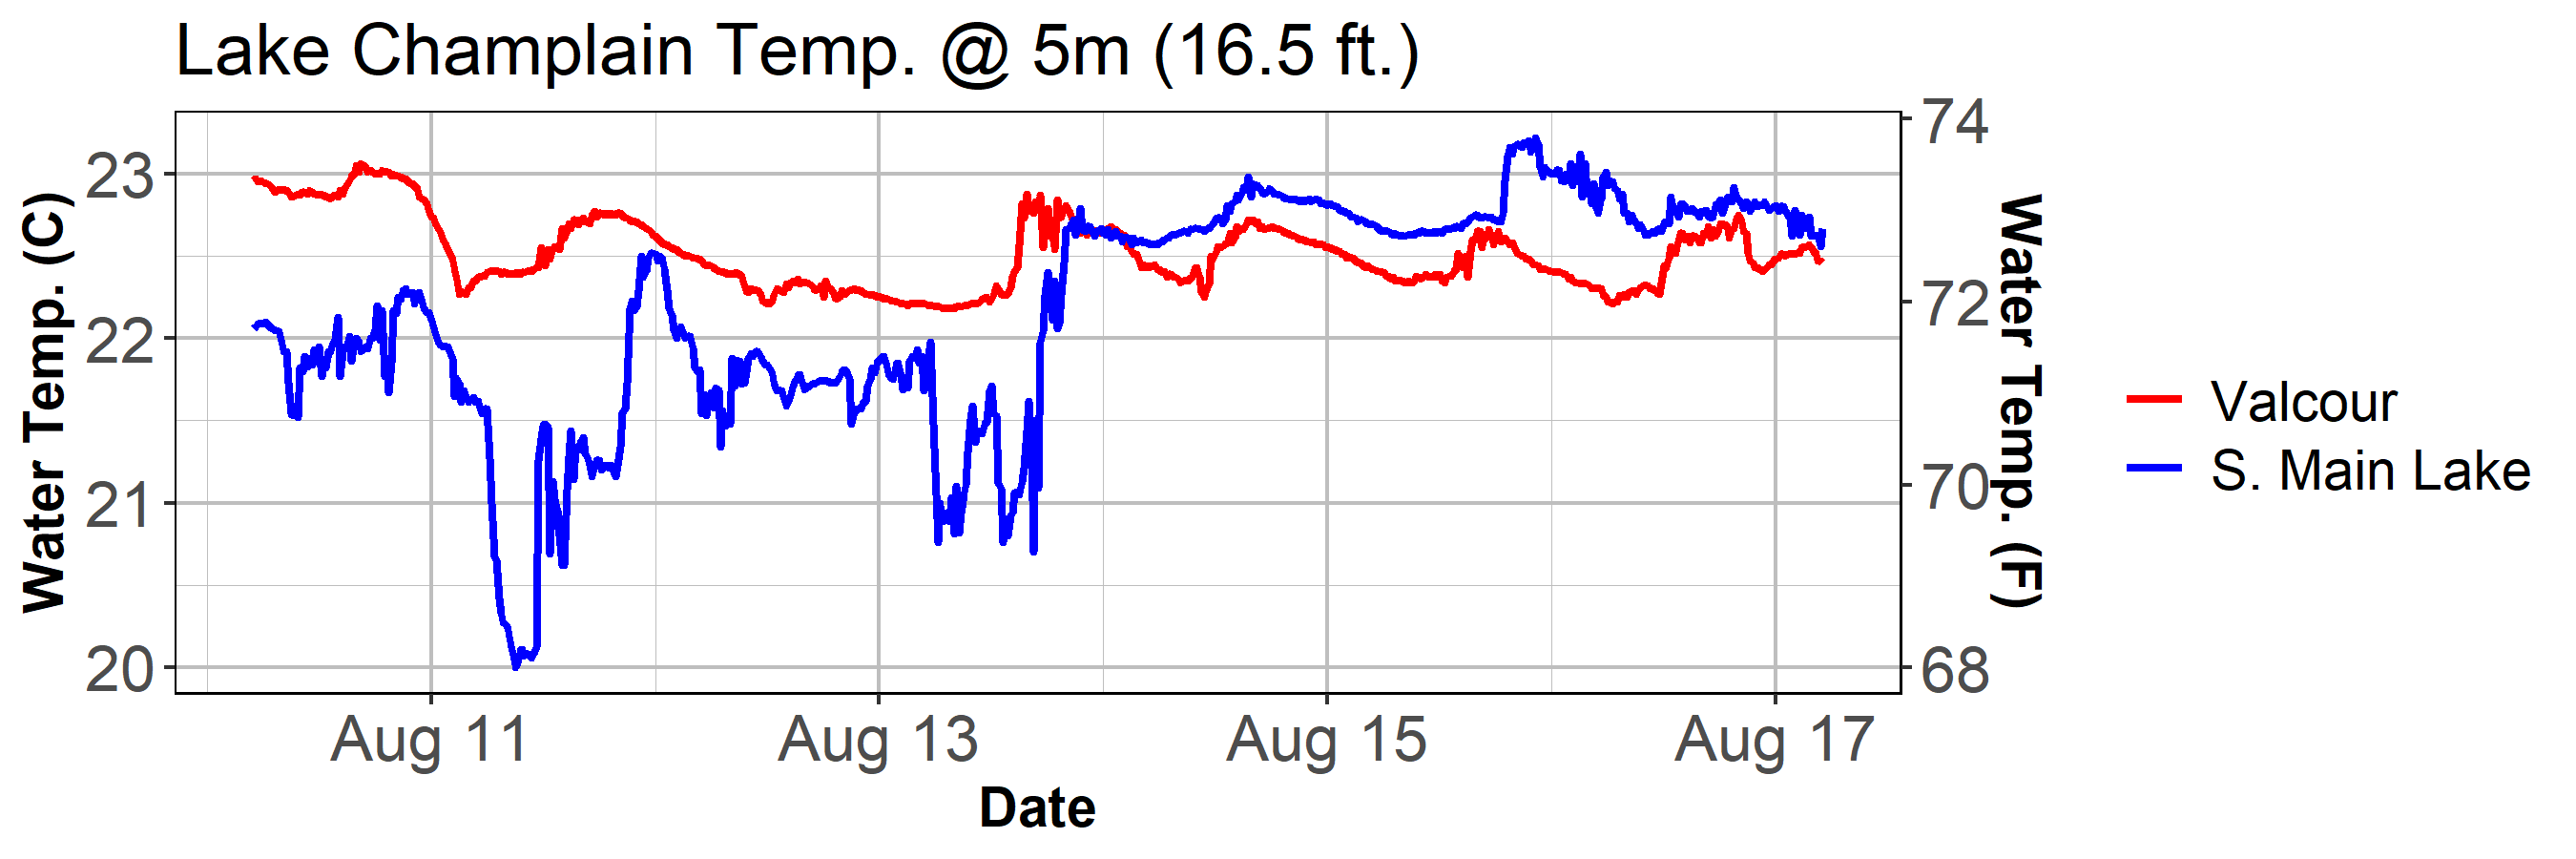 Lake Champlain Temp. @ 5m (16.5 ft.)
Water Temp. (C)
23
22
21
20
74
72
70
68
Water Temp. (F)
Aug 11
Aug 13
Aug 15
Aug 17
Date
Valcour
S. Main Lake